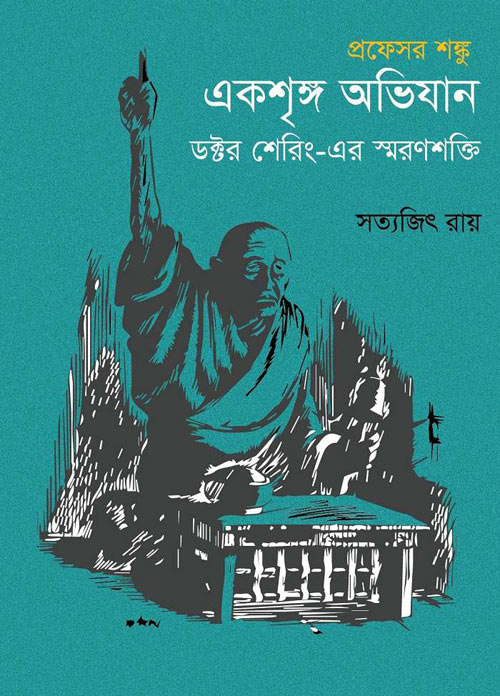 প্রফেসর শঙ্কু
একশৃঙ্গ অভিযান
ডক্টর শেরিং-এর স্মরণশক্তি
সত্যজিৎ রায়